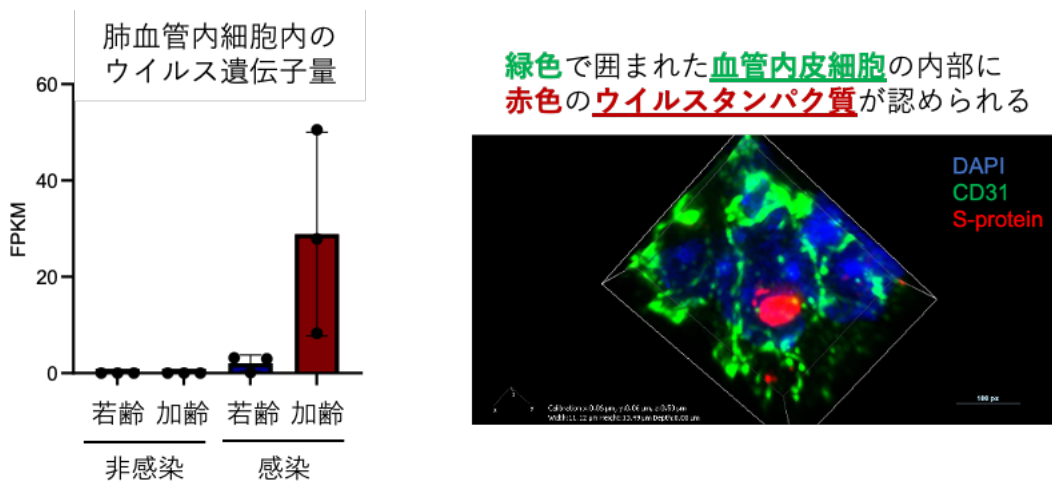 肺血管内細胞内の
ウイルス遺伝子量
60
40
20
0
FPKM
若齢 加齢 若齢 加齢
非感染 感染
緑色で囲まれた血管内皮細胞の内部に
赤色のウイルスタンパク質が認められる
DAPI
CD31
S-protein
100 px